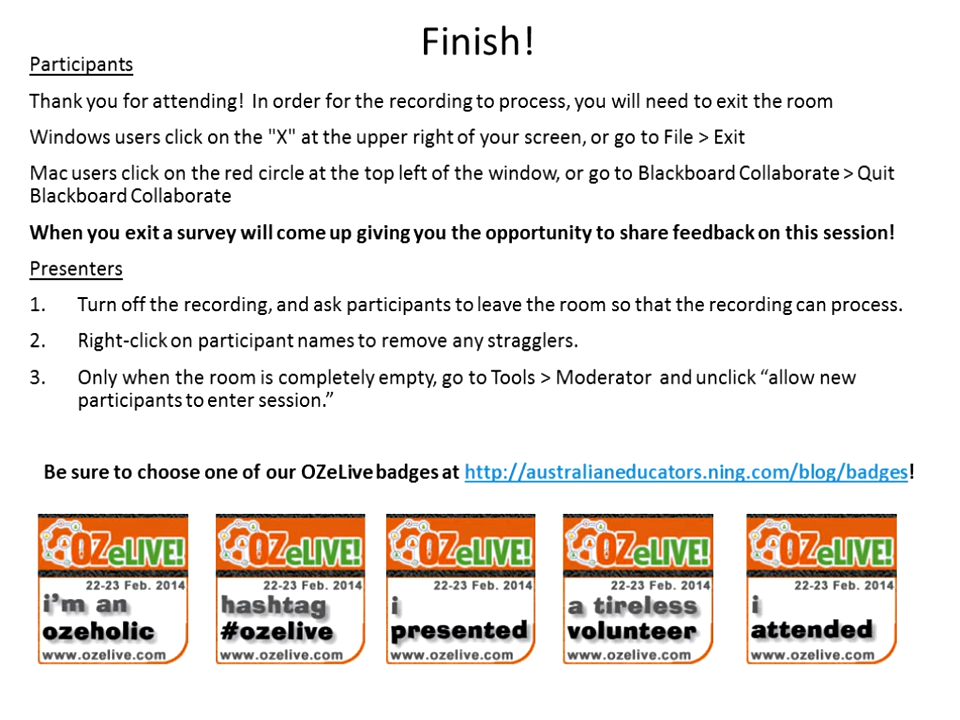 Finish!
Participants
Thank you for attending! In order for the recording to process, you will need to exit the room
Windows users click on the "X" at the upper right of your screen, or go to File > Exit
Mac users click on the red circle at the top left of the window, or go to Blackboard Collaborate > Quit
Blackboard Collaborate
When you exit a survey will come up giving you the opportunity to share feedback on this session!
Presenters
1. Turn off the recording, and ask participants to leave the room so that the recording can process.
2. Right-click on participant names to remove any stragglers.
3. Only when the room is completely empty, go to Tools > Moderator and unclick “allow new
participants to enter session.”
Be sure to choose one of our OZeLive badges at http://australianeducators.ning.com/blog/badges!
OZeLIVE!
22-23 Feb. 2014
i'm an
ozeholic
www.ozelive.com
OZeLIVE!
22-23 Feb. 2014
hashtag
#ozelive
www.ozelive.com
OZeLIVE!
22-23 Feb. 2014
i
presented
www.ozelive.com
OZeLIVE!
22-23 Feb. 2014
a tireless
volunteer
www.ozelive.com
OZeLIVE!
22-23 Feb. 2014
i
attended
www.ozelive.com